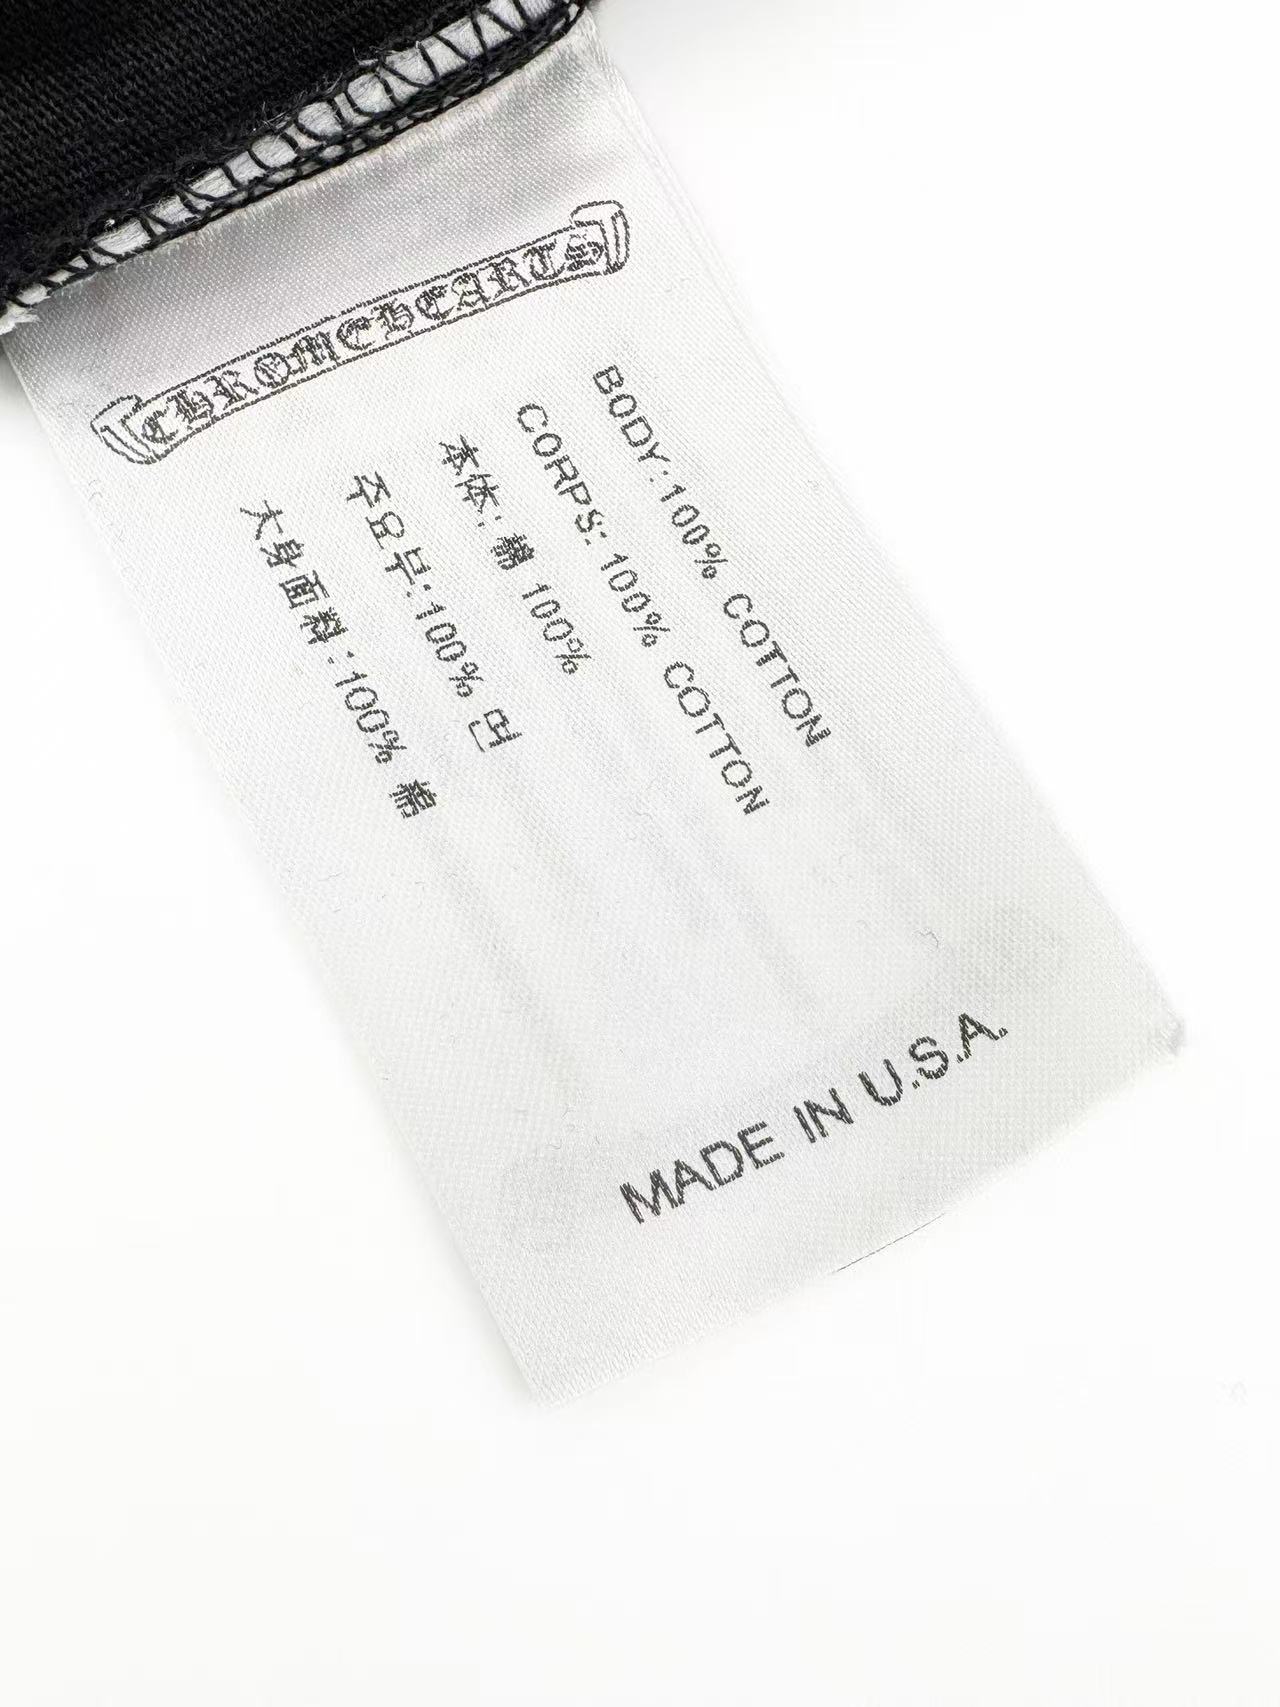 CHROME HEARTS
BODY:100% COTTON
CORPS: 100% COTTON
本体: 綿 100%
주요부:100% 면
大身面料:100% 棉
MADE IN U.S.A.